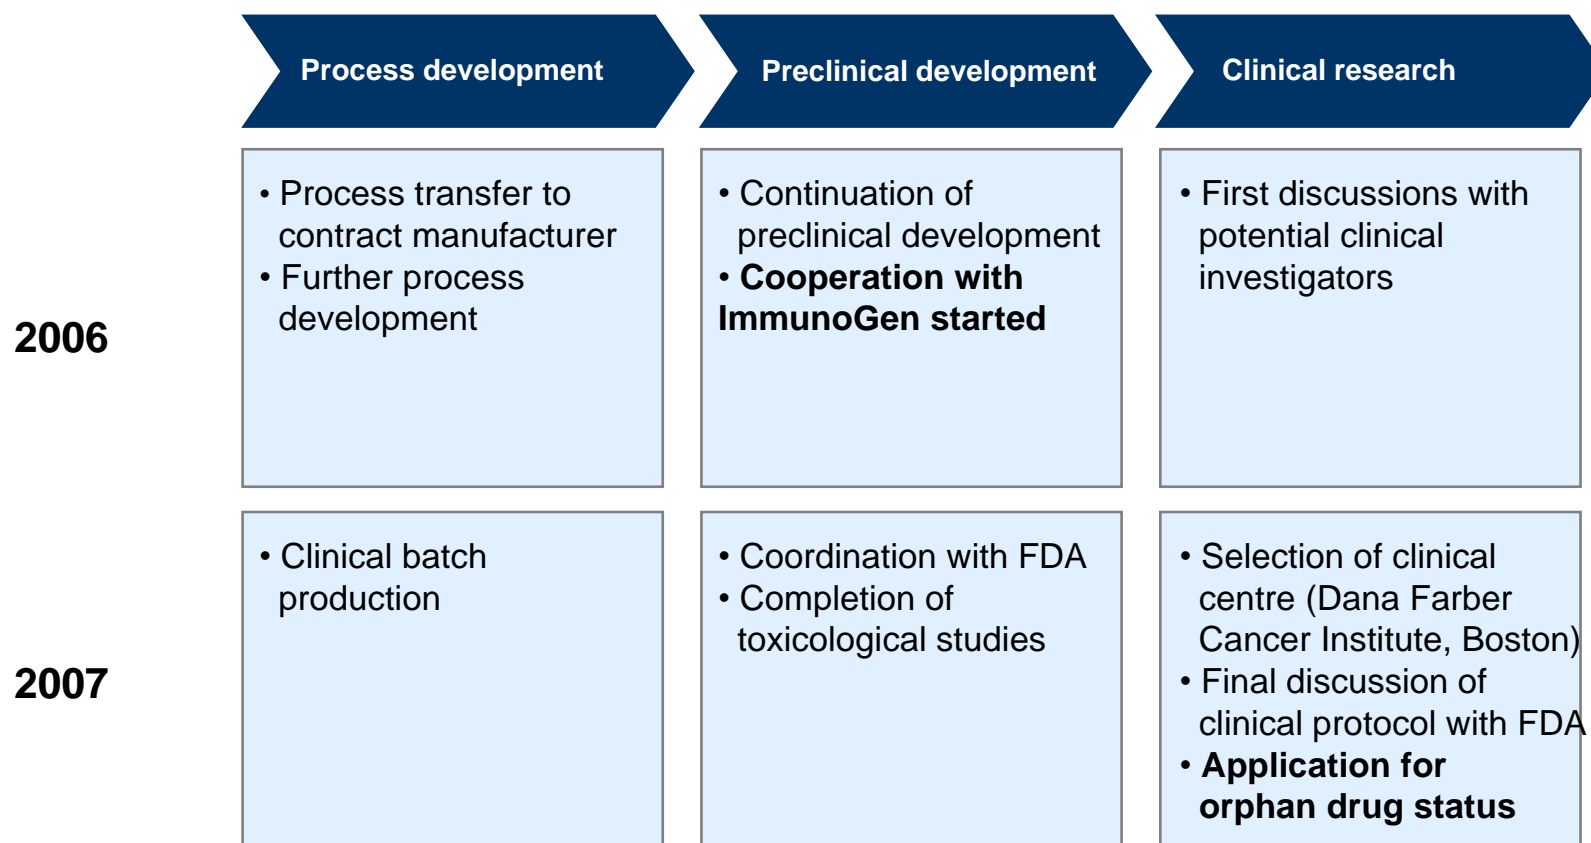 Process development
Preclinical development
Clinical research
2006
• Process transfer to
contract manufacturer
• Further process
development
• Continuation of
preclinical development
• Cooperation with
ImmunoGen started
• First discussions with
potential clinical
investigators
2007
• Clinical batch
production
• Coordination with FDA
• Completion of
toxicological studies
• Selection of clinical
centre (Dana Farber
Cancer Institute, Boston)
• Final discussion of
clinical protocol with FDA
• Application for
orphan drug status